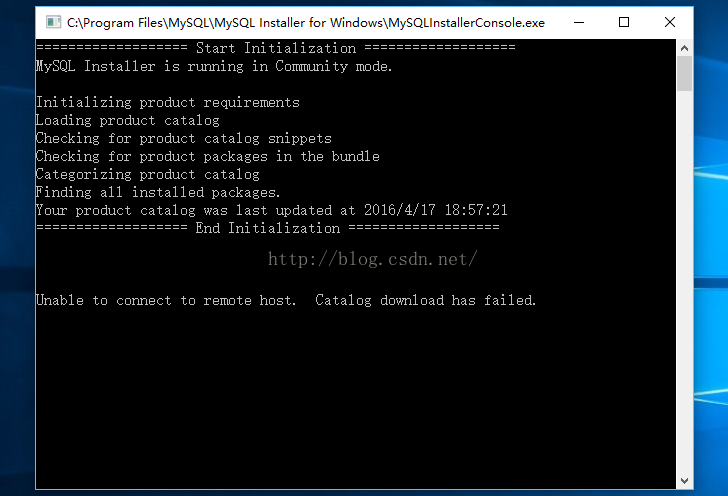 C:\Program Files\MySQL\MySQL Installer for Windows\MySQLInstallerConsole.exe
=================== Start Initialization ===================
MySQL Installer is running in Community mode.
Initializing product requirements
Loading product catalog
Checking for product catalog snippets
Checking for product packages in the bundle
Categorizing product catalog
Finding all installed packages.
Your product catalog was last updated at 2016/4/17 18:57:21
=================== End Initialization ===================
http://blog.csdn.net/
Unable to connect to remote host.  Catalog download has failed.